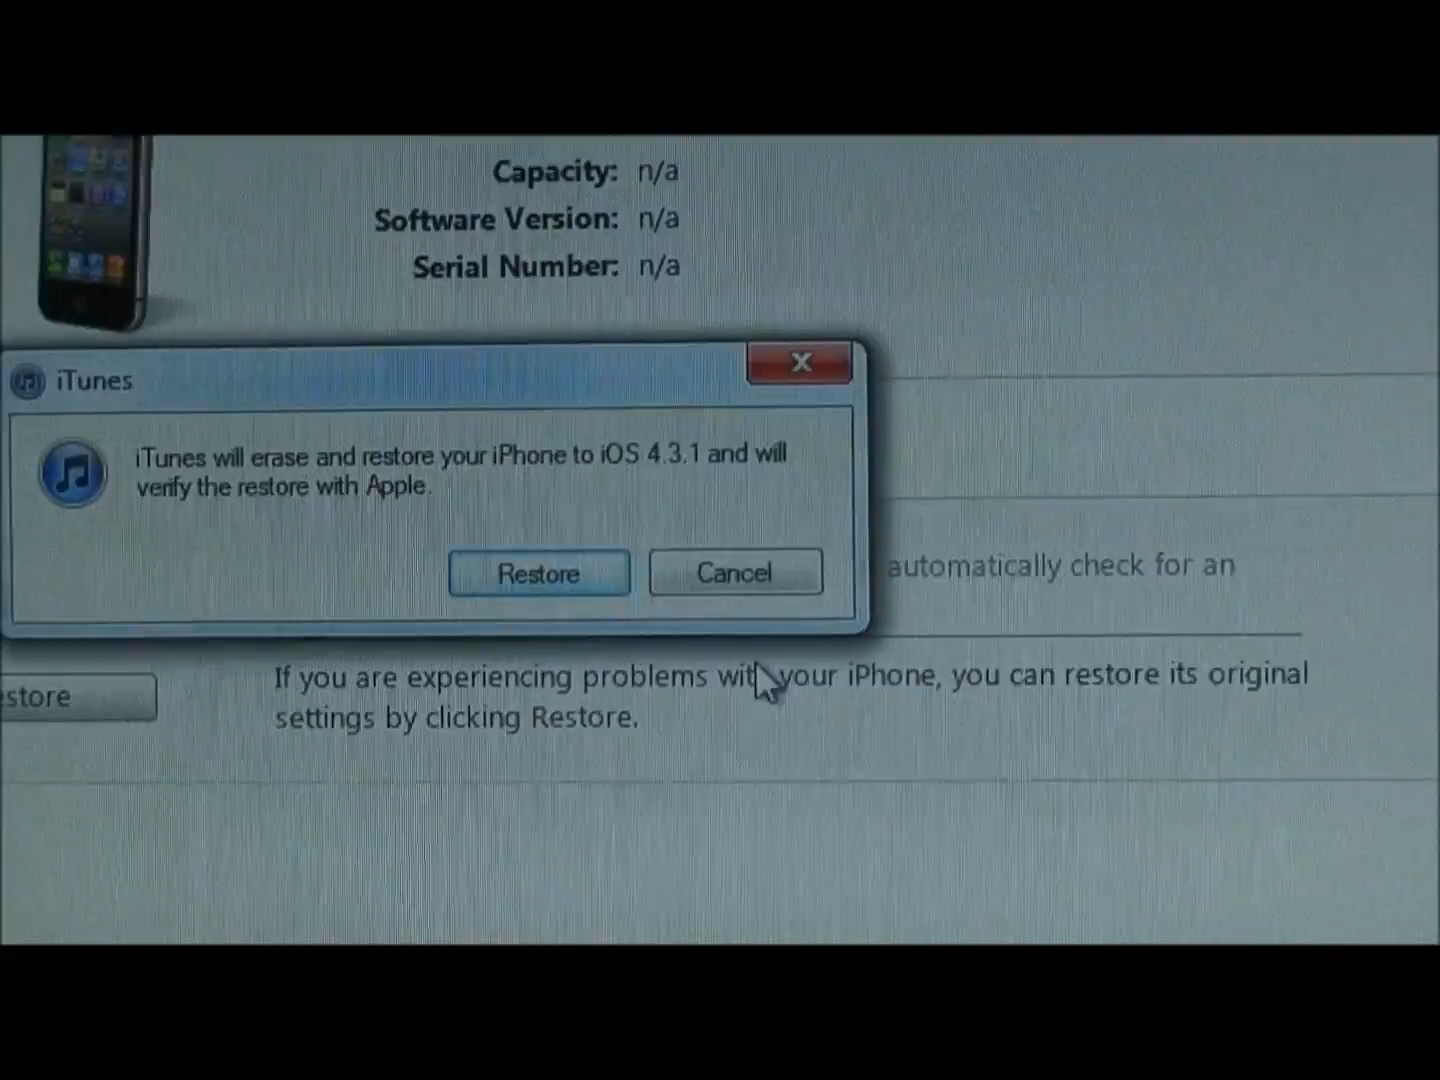 Capacity: n/a
Software Version: n/a
Serial Number: n/a
iTunes
iTunes will erase and restore your iPhone to iOS 4.3.1 and will
verify the restore with Apple.
Restore Cancel
automatically check for an
estore
If you are experiencing problems wit your iPhone, you can restore its original
settings by clicking Restore.